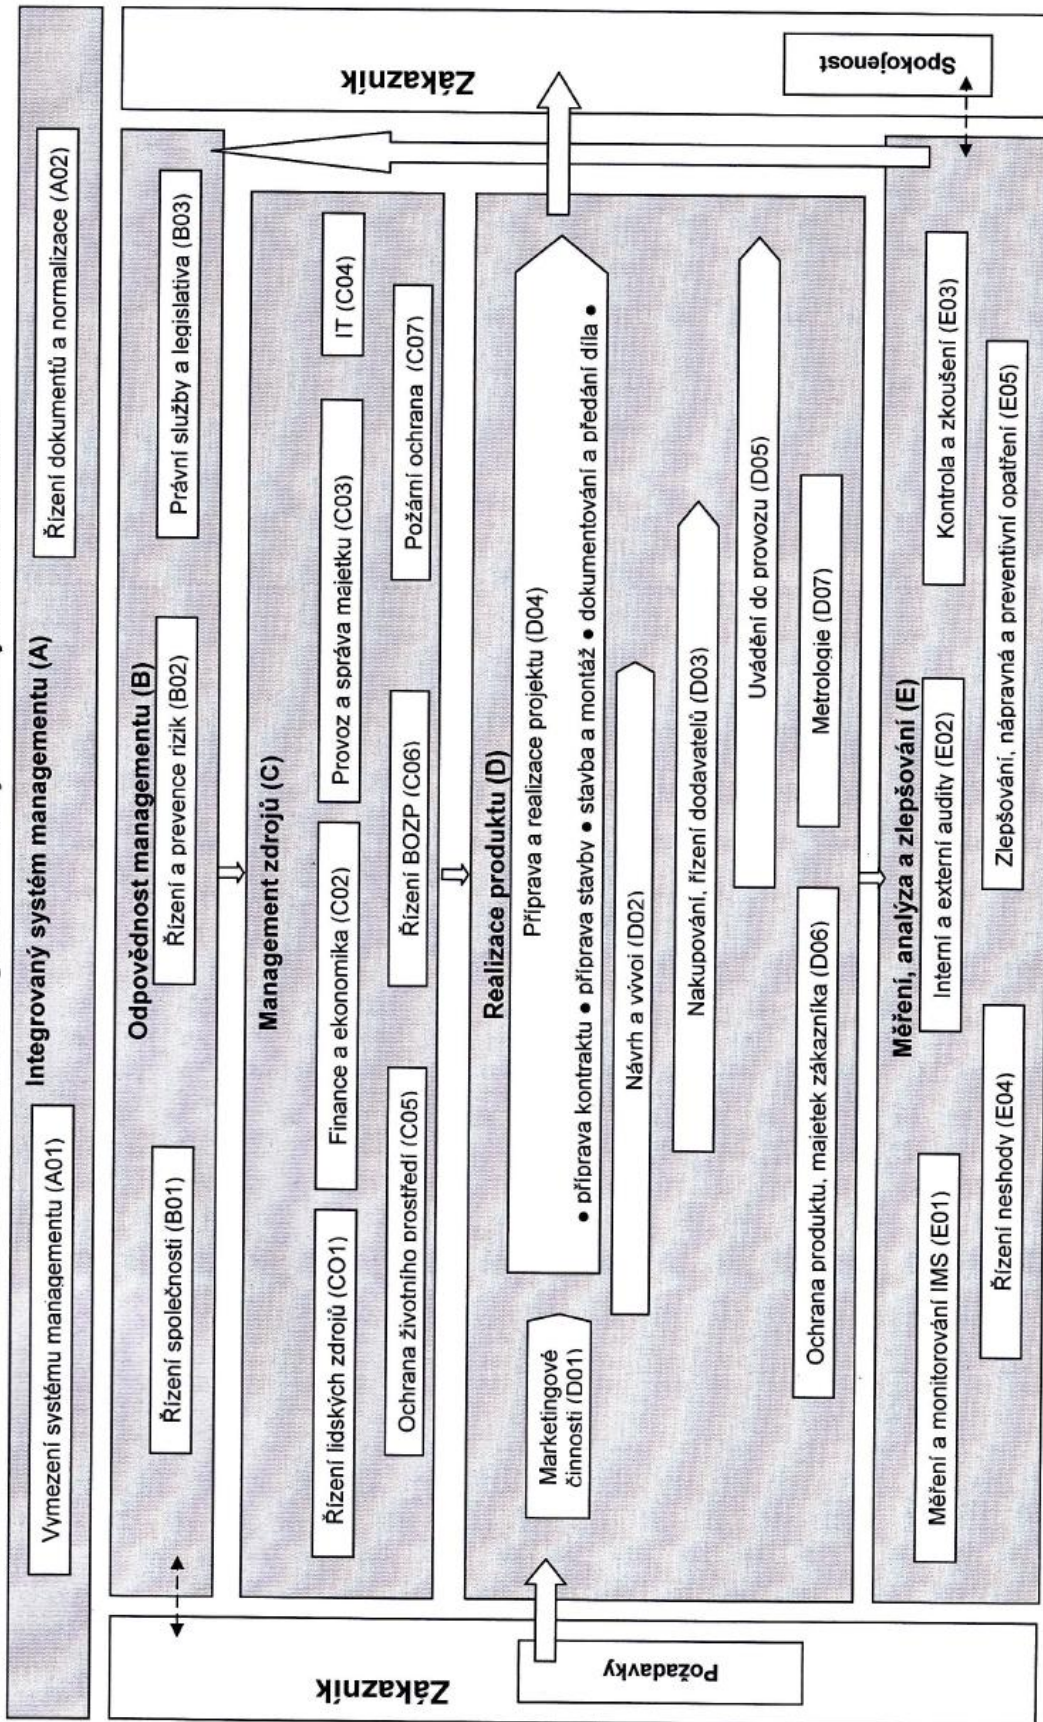 Integrovaný systém managementu (A)
Vymezení systému managementu (A01)
Řízení dokumentů a normalizace (A02)
Zákazník
Požadavky
Odpovědnost managementu (B)
Řízení společnosti (B01)
Řízení a prevence rizik (B02)
Právní služby a legislativa (B03)
Management zdrojů (C)
Řízení lidských zdrojů (CO1)
Finance a ekonomika (C02)
Provoz a správa majetku (C03)
IT (C04)
Ochrana životního prostředí (C05)
Řízení BOZP (C06)
Požární ochrana (C07)
Realizace produktu (D)
Marketingové
činnosti (D01)
Příprava a realizace projektu (D04)
• příprava kontraktu • příprava stavby • stavba a montáž • dokumentování a předání díla •
Návrh a vývoj (D02)
Nakupování, řízení dodavatelů (D03)
Uvádění do provozu (D05)
Ochrana produktu, majetek zákazníka (D06)
Metrologie (D07)
Měření, analýza a zlepšování (E)
Měření a monitorování IMS (E01)
Interní a externí audity (E02)
Kontrola a zkoušení (E03)
Řízení neshody (E04)
Zlepšování, nápravná a preventivní opatření (E05)
Zákazník
Spokojenost